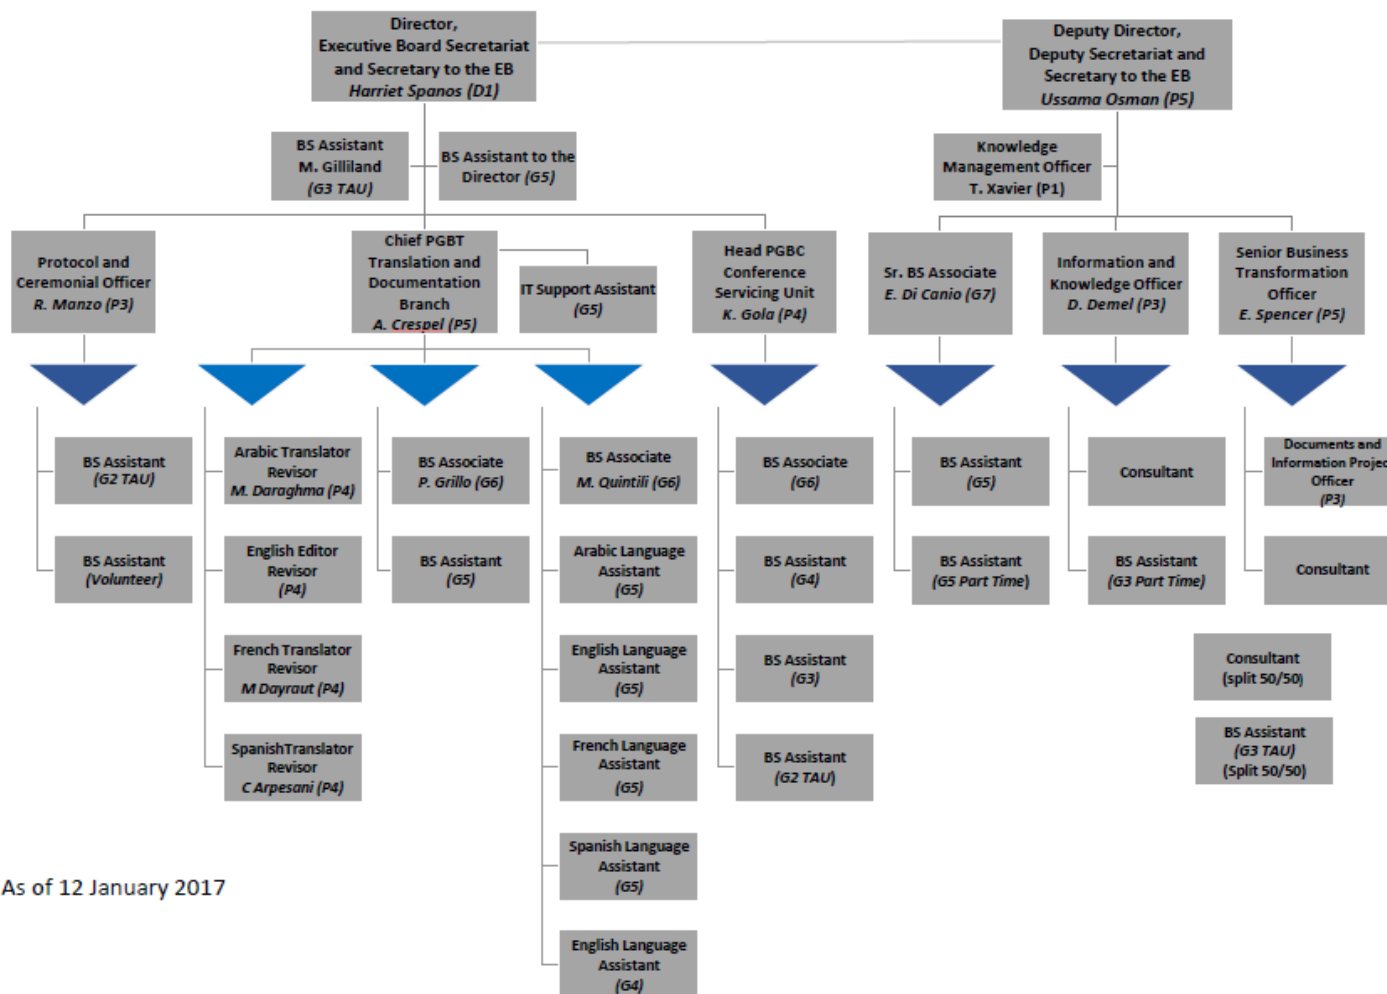 Director,
Executive Board Secretariat
and Secretary to the EB
Harriet Spanos (D1)
Deputy Director,
Deputy Secretariat and
Secretary to the EB
Ussama Osman (P5)
BS Assistant
M. Gilliland
(G3 TAU)
BS Assistant to the
Director (G5)
Knowledge
Management Officer
T. Xavier (P1)
Protocol and
Ceremonial Officer
R. Manzo (P3)
Chief PGBT
Translation and
Documentation
Branch
A. Crespel (P5)
IT Support Assistant
(G5)
Head PGBC
Conference
Servicing Unit
K. Gola (P4)
Sr. BS Associate
E. Di Canio (G7)
Information and
Knowledge Officer
D. Demel (P3)
Senior Business
Transformation
Officer
E. Spencer (P5)
BS Assistant
(G2 TAU)
BS Assistant
(Volunteer)
Arabic Translator
Revisor
M. Daraghma (P4)
English Editor
Revisor
(P4)
French Translator
Revisor
M Dayraut (P4)
SpanishTranslator
Revisor
C Arpesani (P4)
BS Associate
P. Grillo (G6)
BS Assistant
(G5)
BS Associate
M. Quintili (G6)
Arabic Language
Assistant
(G5)
English Language
Assistant
(G5)
French Language
Assistant
(G5)
Spanish Language
Assistant
(G5)
English Language
Assistant
(G4)
BS Associate
(G6)
BS Assistant
(G4)
BS Assistant
(G3)
BS Assistant
(G2 TAU)
BS Assistant
(G5)
BS Assistant
(G5 Part Time)
Consultant
BS Assistant
(G3 Part Time)
Documents and
Information Project
Officer
(P3)
Consultant
Consultant
(split 50/50)
BS Assistant
(G3 TAU)
(Split 50/50)
As of 12 January 2017